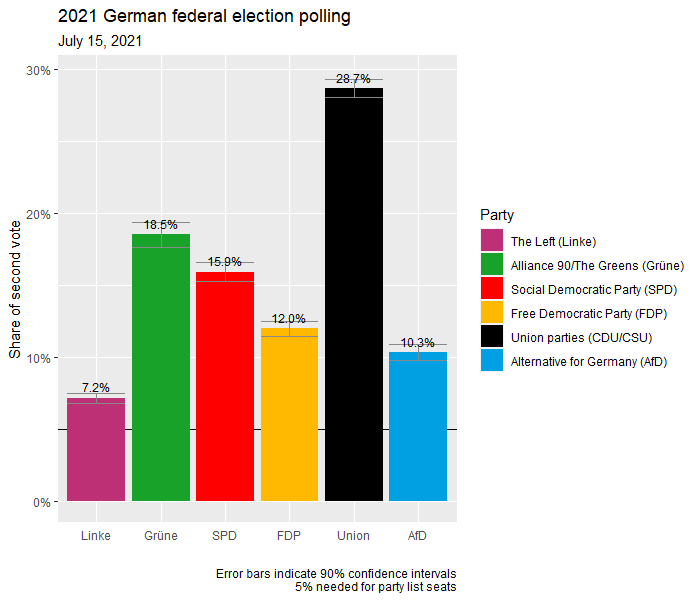 2021 German federal election polling
July 15, 2021
30%
20%
10%
0%
Share of second vote
7.2%
18.5%
15.9%
12.0%
28.7%
10.3%
Linke
Grüne
SPD
FDP
Union
AfD
Party
The Left (Linke)
Alliance 90/The Greens (Grüne)
Social Democratic Party (SPD)
Free Democratic Party (FDP)
Union parties (CDU/CSU)
Alternative for Germany (AfD)
Error bars indicate 90% confidence intervals
5% needed for party list seats